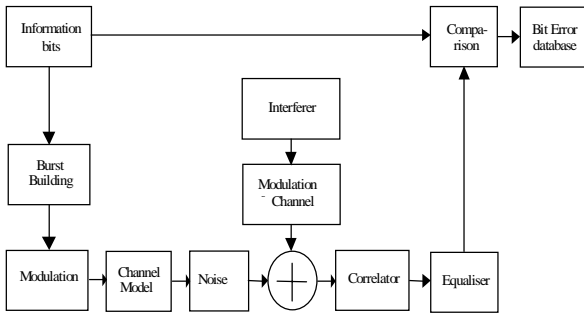 Information
bits
Compa-
rison
Bit Error
database
Interferer
Burst
Building
Modulation
- Channel
Modulation
Channel
Model
Noise
Correlator
Equaliser